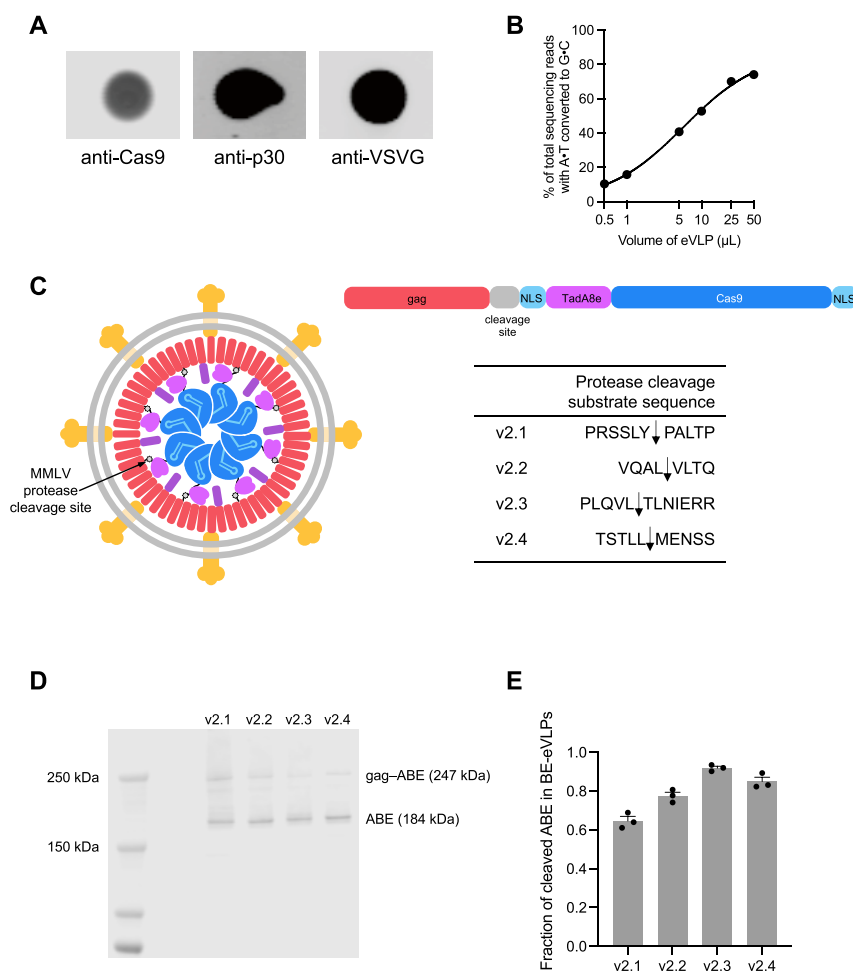 A
anti-Cas9
anti-p30
anti-VSVG
B
% of total sequencing reads
with A•T converted to G•C
100
80
60
40
20
0
0.5
1
5
10
25
50
Volume of eVLP (µL)
C
gag
cleavage
site
NLS
TadA8e
Cas9
NLS
MMLV
protease
cleavage site
Protease cleavage
substrate sequence
v2.1 PRSSLY↓PALTP
v2.2 VQAL↓VLTQ
v2.3 PLQVL↓TLNIERR
v2.4 TSTLL↓MENSS
D
v2.1 v2.2 v2.3 v2.4
250 kDa
150 kDa
gag–ABE (247 kDa)
ABE (184 kDa)
E
Fraction of cleaved ABE in BE-eVLPs
1.0
0.8
0.6
0.4
0.2
0.0
v2.1 v2.2 v2.3 v2.4